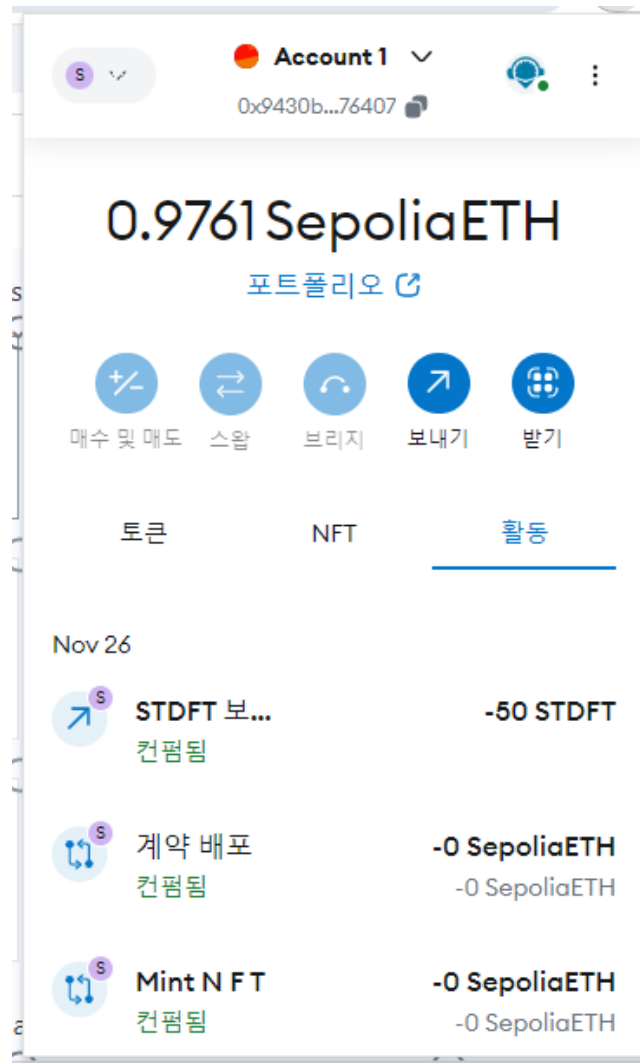 S
Account 1
0x9430b...76407
0.9761 SepoliaETH
포트폴리오
매수 및 매도 스왑 브리지 보내기 받기
토큰 NFT 활동
Nov 26
S
STDFT 보... -50 STDFT
컨펌됨
S
계약 배포 -0 SepoliaETH
컨펌됨 -0 SepoliaETH
S
Mint N F T -0 SepoliaETH
컨펌됨 -0 SepoliaETH